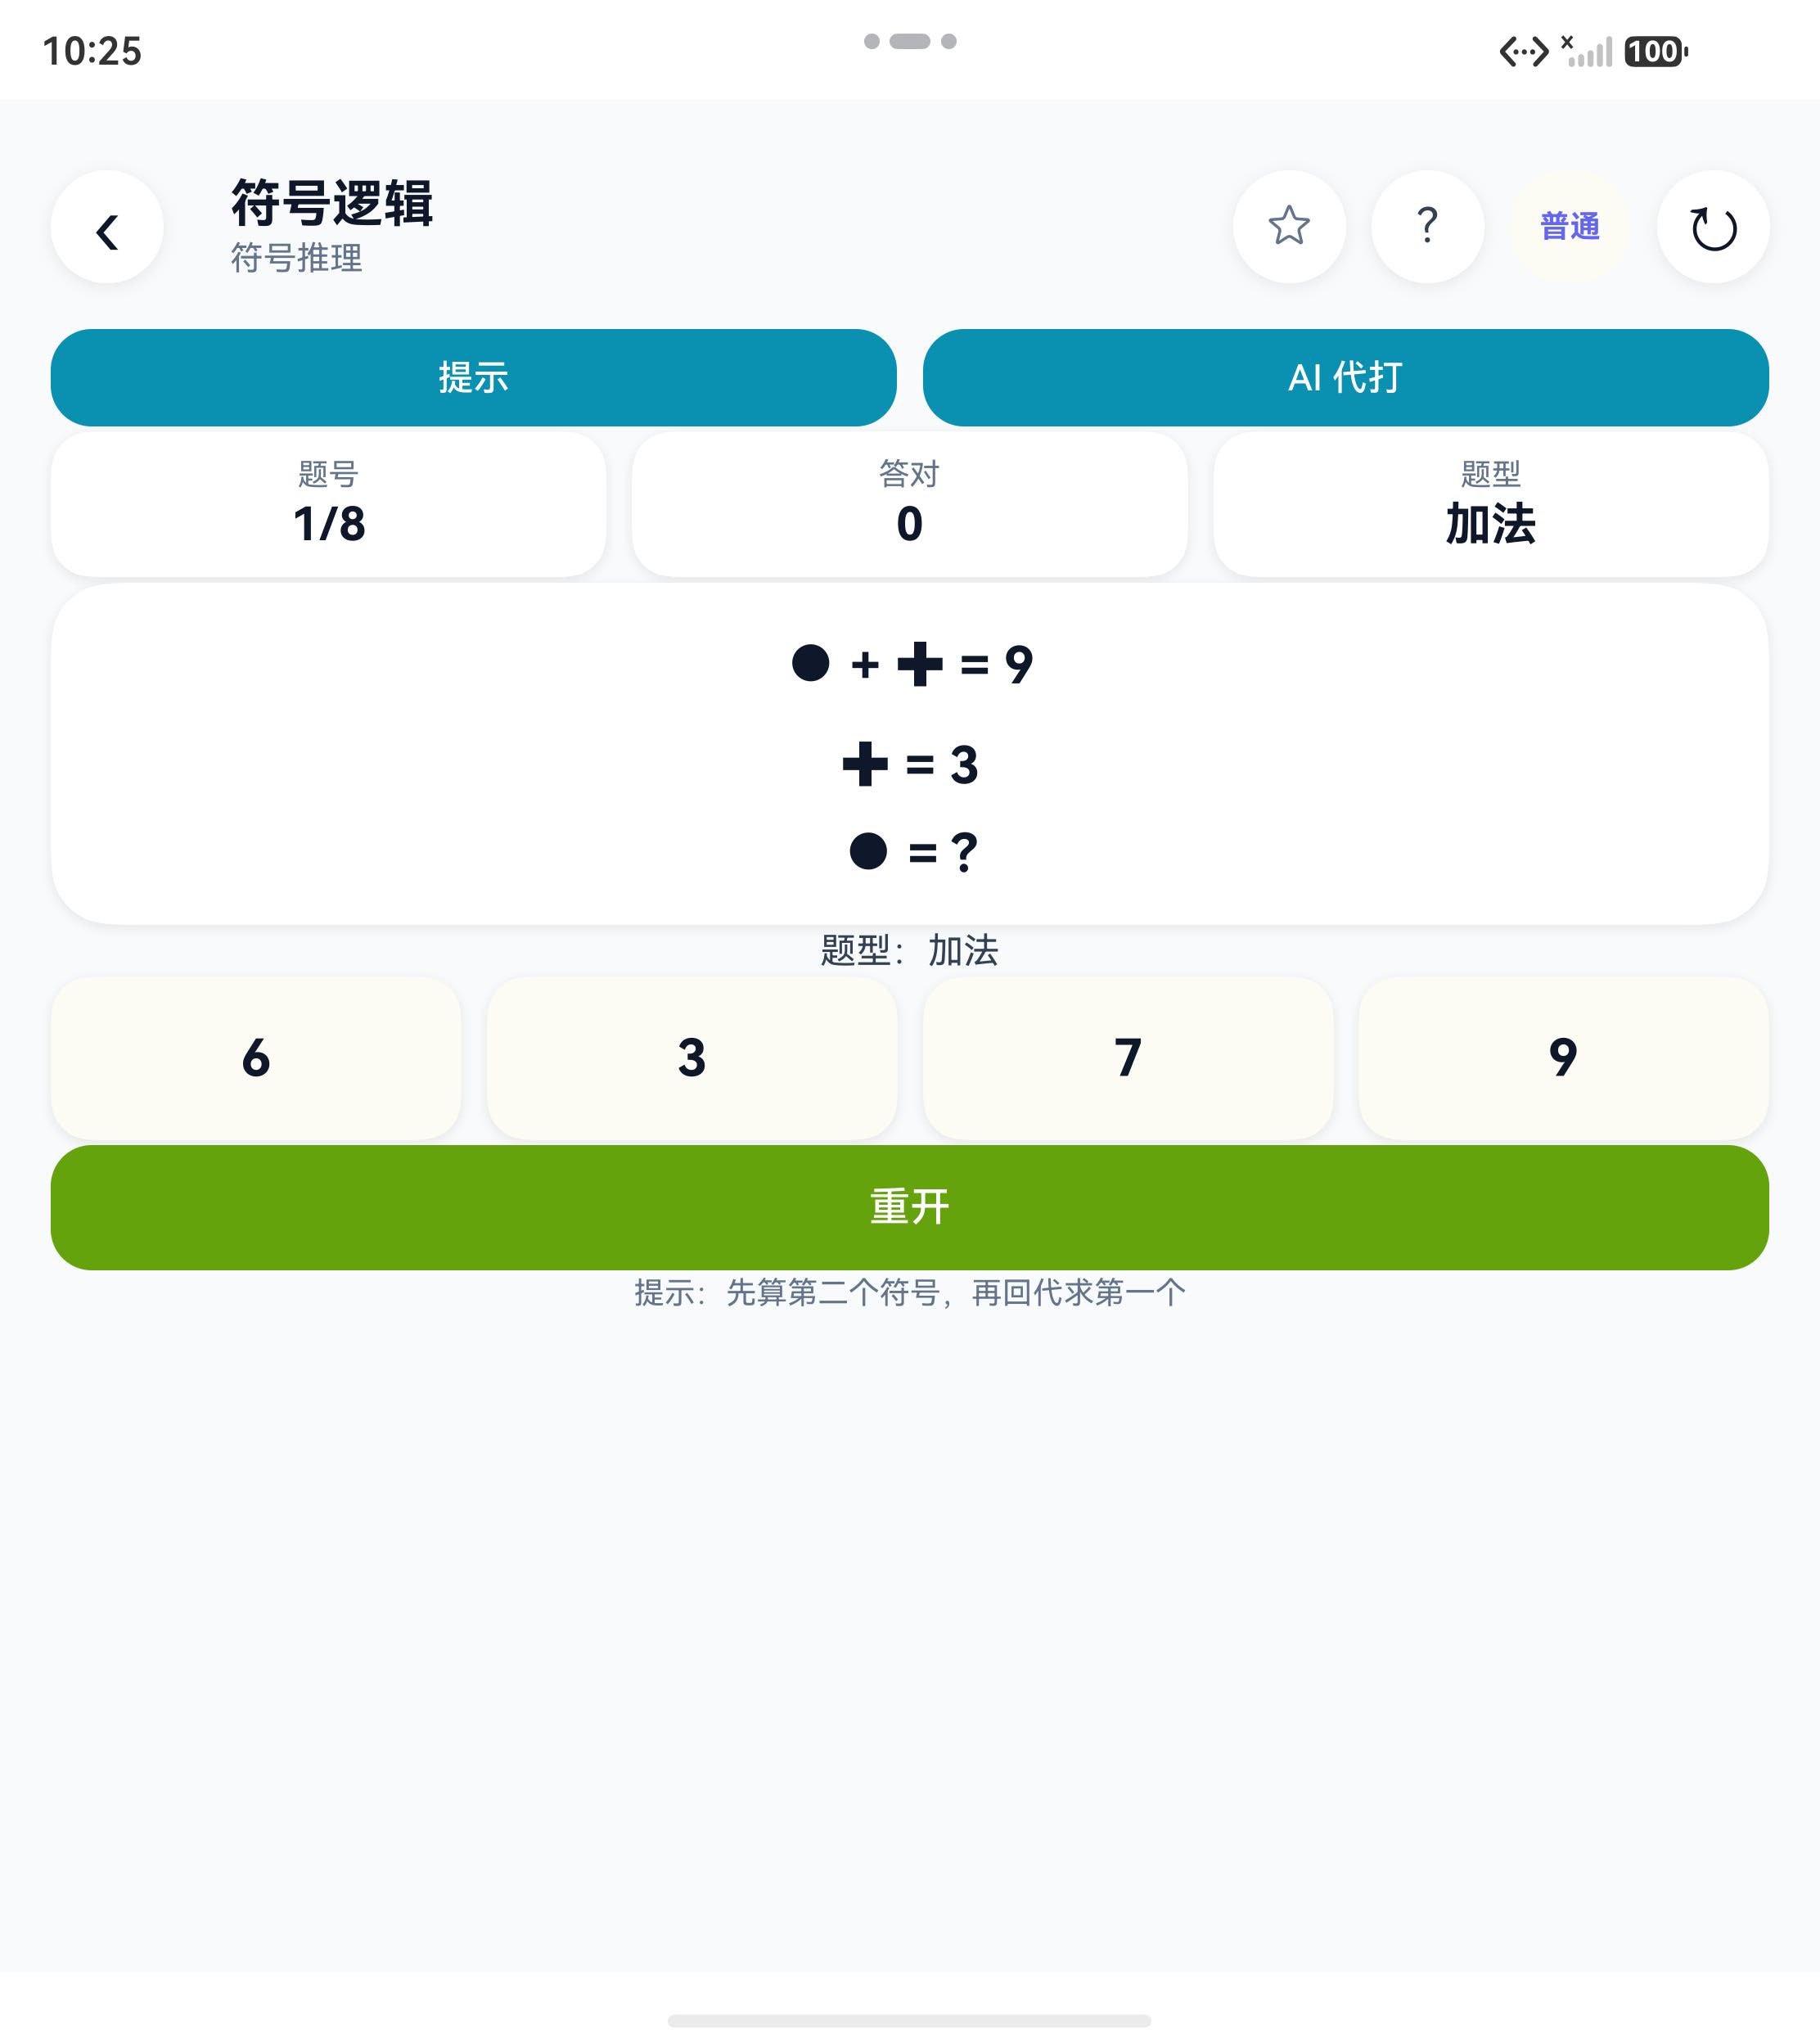 10:25
100
符号逻辑
符号推理
?
普通
提示
AI 代打
题号
1/8
答对
0
题型
加法
● + ✚ = 9
✚ = 3
● = ?
题型：加法
6
3
7
9
重开
提示：先算第二个符号，再回代求第一个